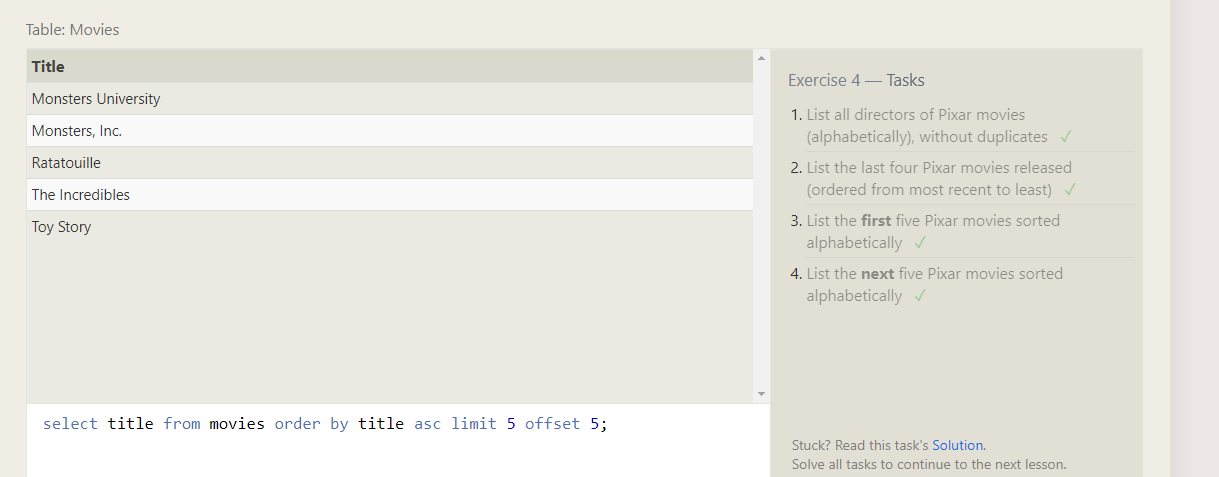 Table: Movies
Title
Monsters University
Monsters, Inc.
Ratatouille
The Incredibles
Toy Story
select title from movies order by title asc limit 5 offset 5;
Exercise 4 — Tasks
1. List all directors of Pixar movies
(alphabetically), without duplicates ✓
2. List the last four Pixar movies released
(ordered from most recent to least) ✓
3. List the first five Pixar movies sorted
alphabetically ✓
4. List the next five Pixar movies sorted
alphabetically ✓
Stuck? Read this task's Solution.
Solve all tasks to continue to the next lesson.